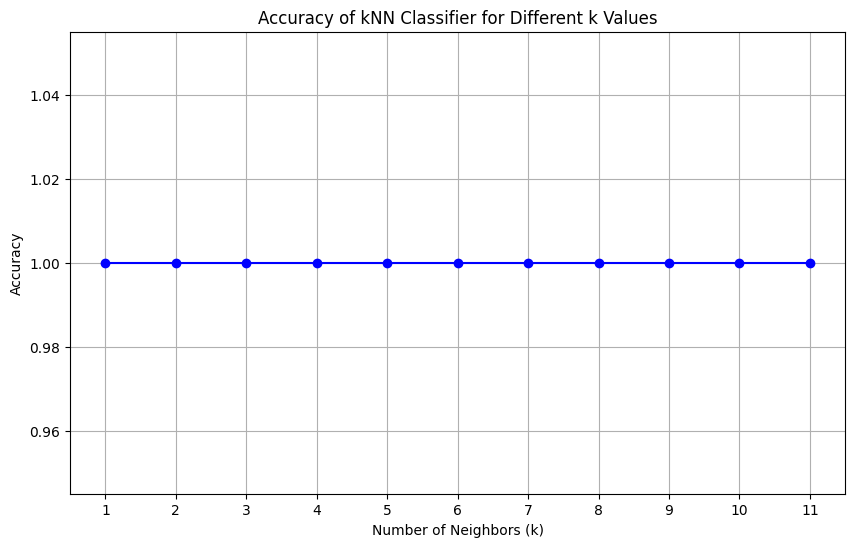 Accuracy of kNN Classifier for Different k Values
Accuracy
1.04
1.02
1.00
0.98
0.96
1 2 3 4 5 6 7 8 9 10 11
Number of Neighbors (k)